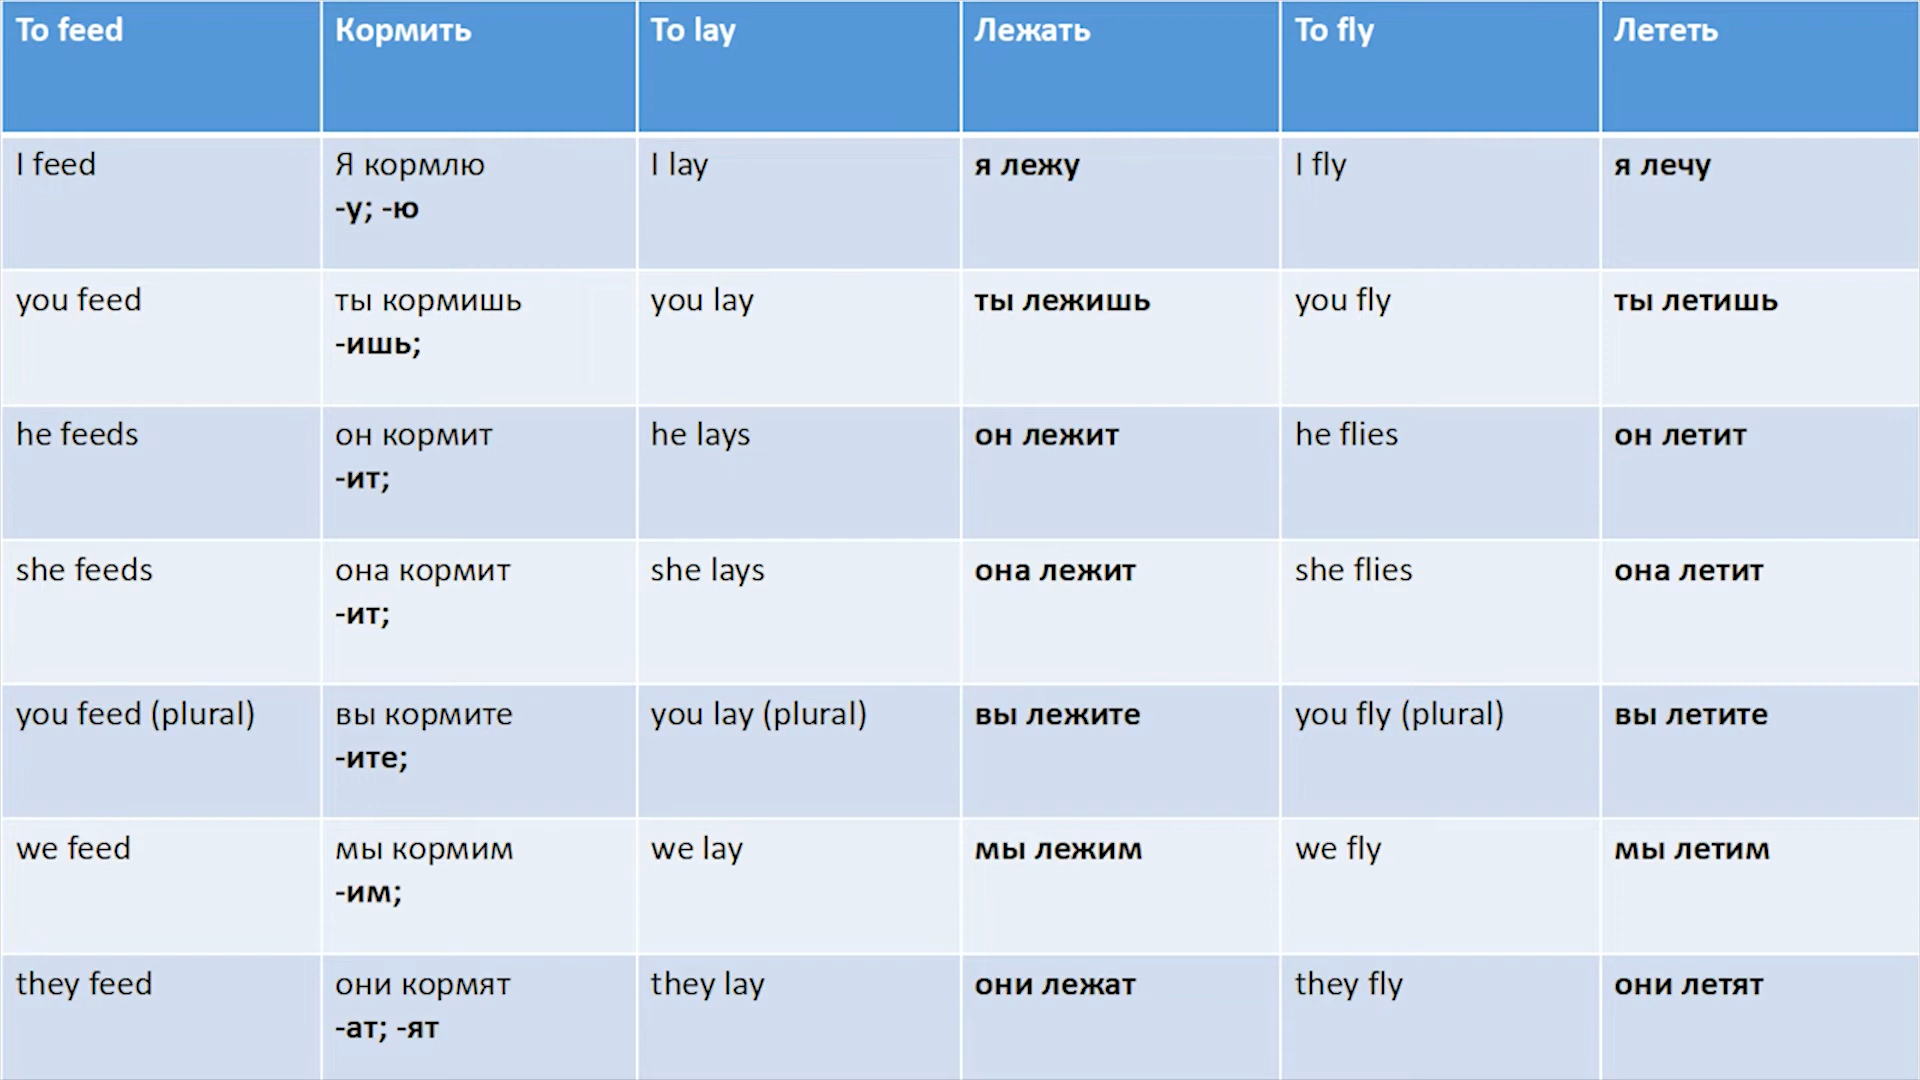 To feed
Кормить
To lay
Лежать
To fly
Лететь
I feed
Я кормлю
-у; -ю
I lay
я лежу
I fly
я лечу
you feed
ты кормишь
-ишь;
you lay
ты лежишь
you fly
ты летишь
he feeds
он кормит
-ит;
he lays
он лежит
he flies
он летит
she feeds
она кормит
-ит;
she lays
она лежит
she flies
она летит
you feed (plural)
вы кормите
-ите;
you lay (plural)
вы лежите
you fly (plural)
вы летите
we feed
мы кормим
-им;
we lay
мы лежим
we fly
мы летим
they feed
они кормят
-ат; -ят
they lay
они лежат
they fly
они летят